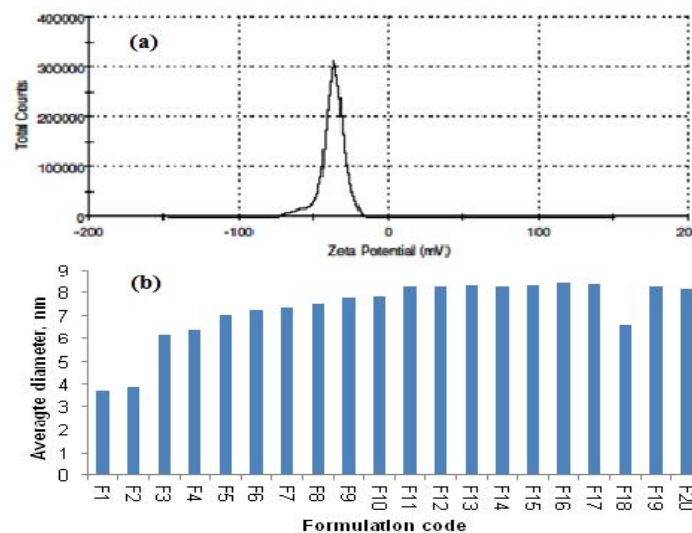 400000
(a)
300000
200000
100000
0
Total Counts
-200 -100 0 100 20
Zeta Potential (mV.)
9
(b)
8
7
6
5
4
3
2
1
0
Averagte diameter, nm
F1 F2 F3 F4 F5 F6 F7 F8 F9 F10 F11 F12 F13 F14 F15 F16 F17 F18 F19 F20
Formulation code